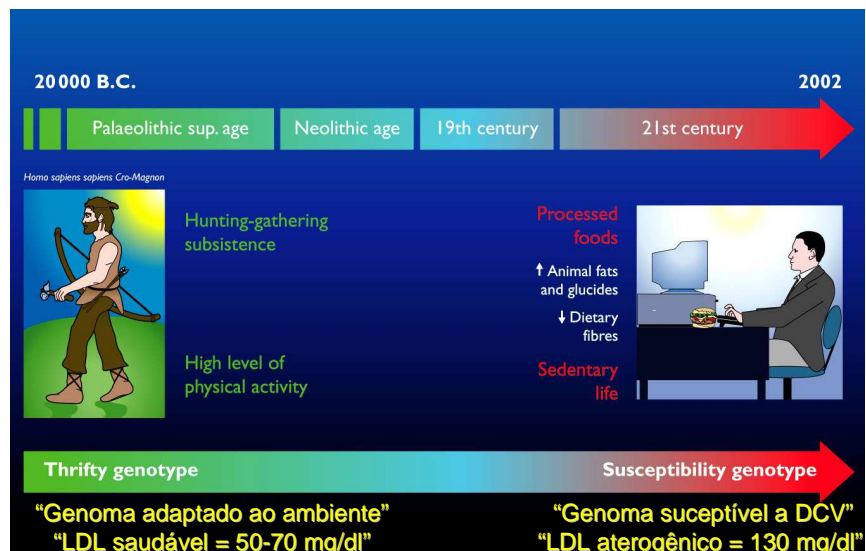 20 000 B.C.
2002
Palaeolithic sup. age
Neolithic age
19th century
21st century
Homo sapiens sapiens Cro-Magnon
Hunting-gathering
subsistence
High level of
physical activity
Processed
foods
↑ Animal fats
and glucides
↓ Dietary
fibres
Sedentary
life
Thrifty genotype
Susceptibility genotype
“Genoma adaptado ao ambiente”
“LDL saudável = 50-70 mg/dl”
“Genoma suceptível a DCV”
“LDL aterogênico = 130 mg/dl”